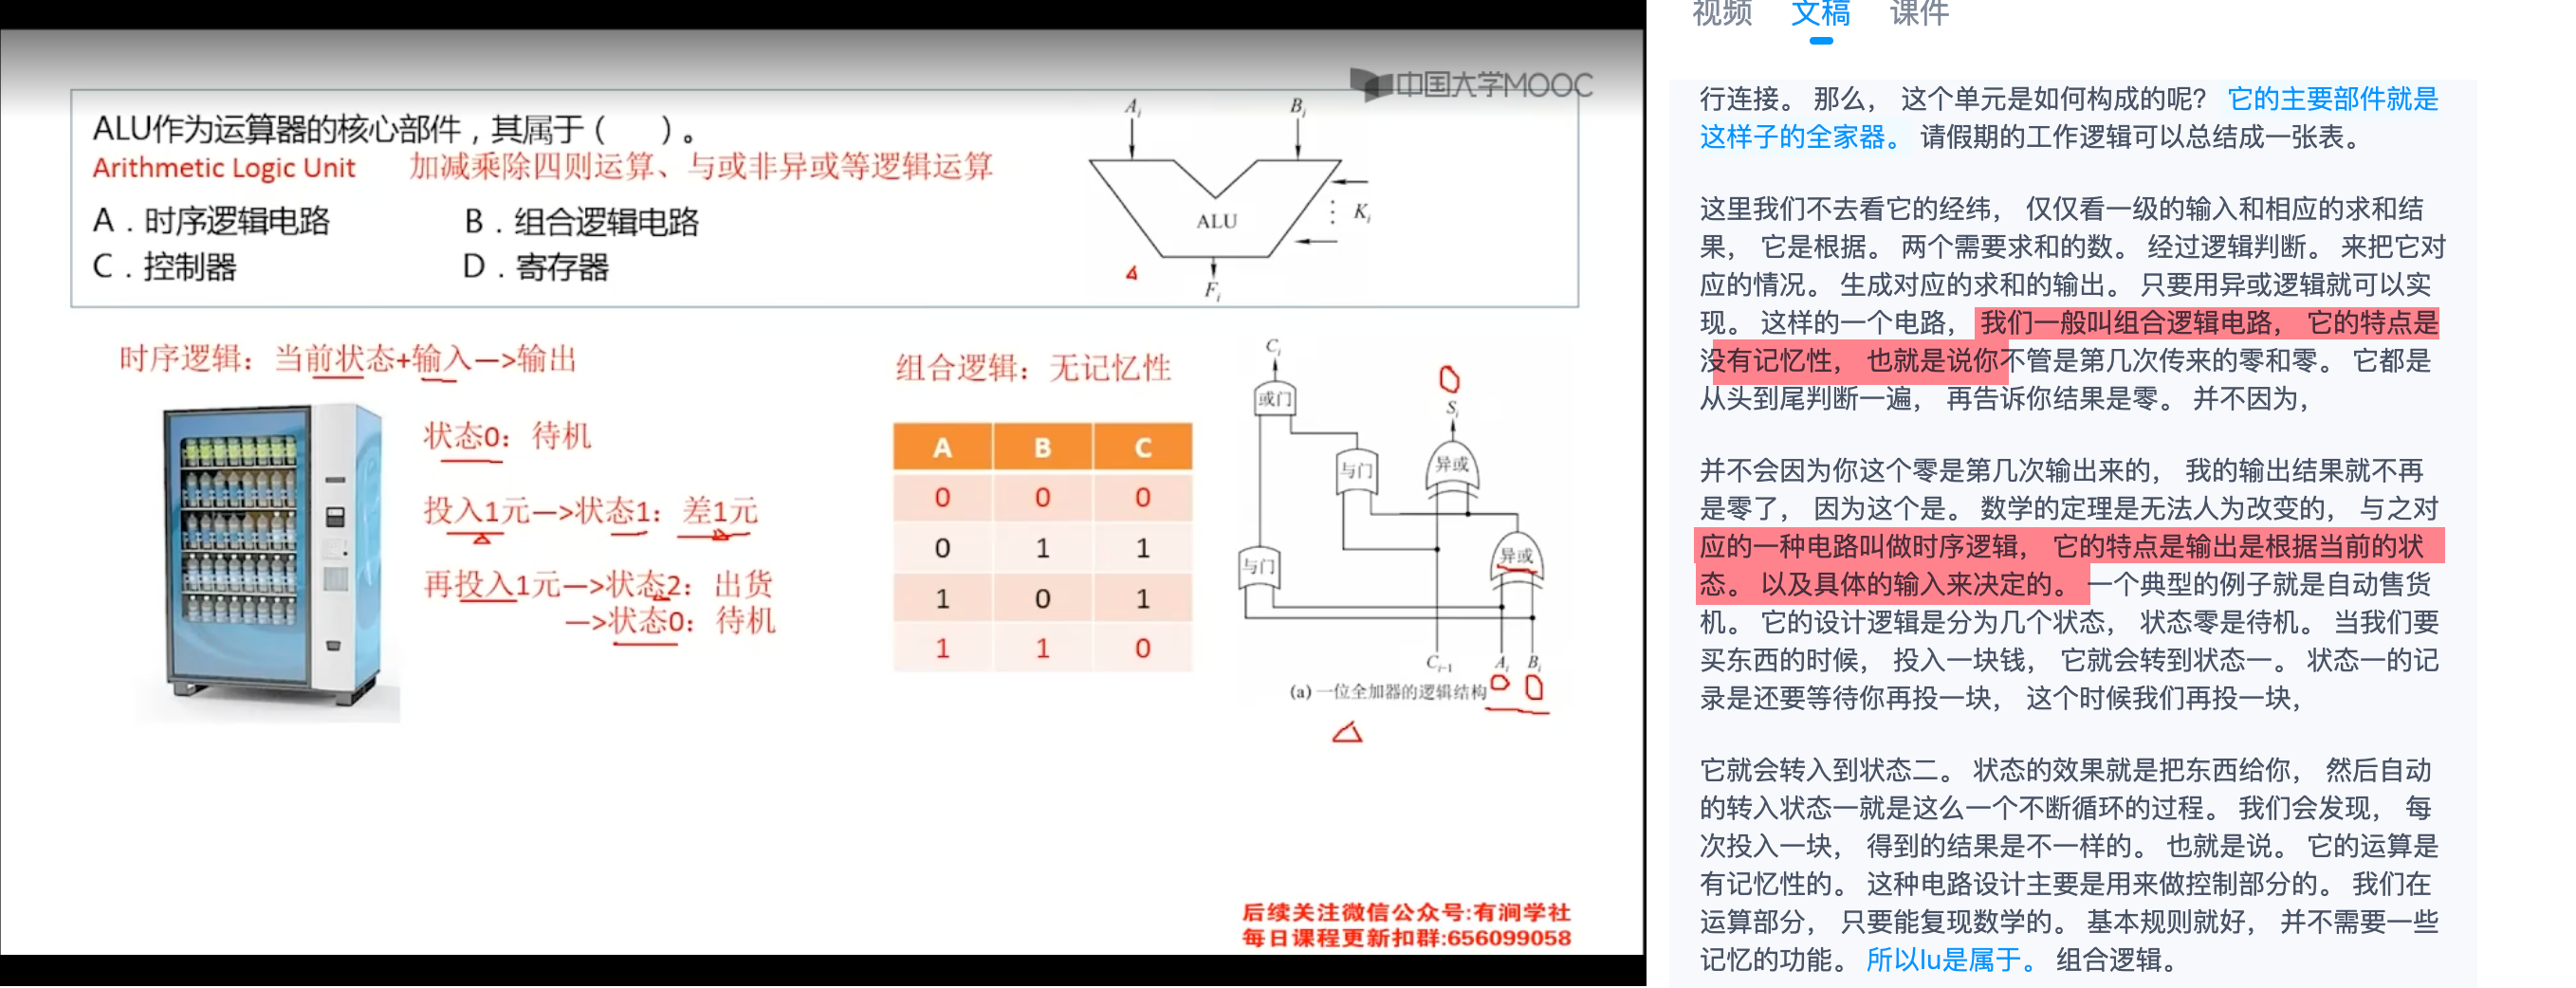 中国大学MOOC
ALU作为运算器的核心部件，其属于（　　）。
Arithmetic Logic Unit 加减乘除四则运算、与或非异或等逻辑运算
A．时序逻辑电路 B．组合逻辑电路
C．控制器 D．寄存器
Ai Bi
ALU
Ki
Fi
时序逻辑：当前状态+输入—>输出
状态0：待机
投入1元—>状态1：差1元
再投入1元—>状态2：出货
—>状态0：待机
组合逻辑：无记忆性
A B C
0 0 0
0 1 1
1 0 1
1 1 0
Ci
或门
0
Si
与门 异或
与门 异或
Ci-1 Ai Bi
(a) 一位全加器的逻辑结构
0 0
后续关注微信公众号:有涧学社
每日课程更新扣群:656099058
视频 文稿 课件
行连接。 那么， 这个单元是如何构成的呢？ 它的主要部件就是
这样子的全家器。 请假期的工作逻辑可以总结成一张表。
这里我们不去看它的经纬， 仅仅看一级的输入和相应的求和结
果， 它是根据。 两个需要求和的数。 经过逻辑判断。 来把它对
应的情况。 生成对应的求和的输出。 只要用异或逻辑就可以实
现。 这样的一个电路， 我们一般叫组合逻辑电路， 它的特点是
没有记忆性， 也就是说你不管是第几次传来的零和零。 它都是
从头到尾判断一遍， 再告诉你结果是零。 并不因为，
并不会因为你这个零是第几次输出来的， 我的输出结果就不再
是零了， 因为这个是。 数学的定理是无法人为改变的， 与之对
应的一种电路叫做时序逻辑， 它的特点是输出是根据当前的状
态。 以及具体的输入来决定的。 一个典型的例子就是自动售货
机。 它的设计逻辑是分为几个状态， 状态零是待机。 当我们要
买东西的时候， 投入一块钱， 它就会转到状态一。 状态一的记
录是还要等待你再投一块， 这个时候我们再投一块，
它就会转入到状态二。 状态的效果就是把东西给你， 然后自动
的转入状态一就是这么一个不断循环的过程。 我们会发现， 每
次投入一块， 得到的结果是不一样的。 也就是说。 它的运算是
有记忆性的。 这种电路设计主要是用来做控制部分的。 我们在
运算部分， 只要能复现数学的。 基本规则就好， 并不需要一些
记忆的功能。 所以lu是属于。 组合逻辑。